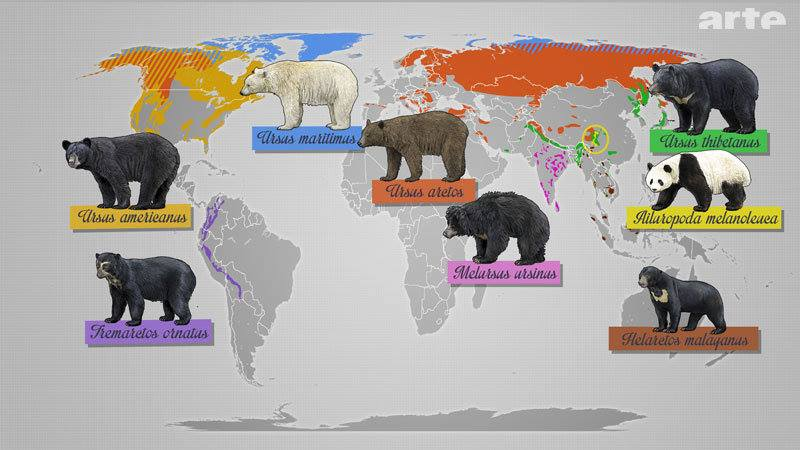 arte
Ursus maritimus
Ursus thibetanus
Ursus arctos
Ursus americanus
Ailuropoda melanoleuca
Melursus ursinus
Tremarctos ornatus
Helarctos malayanus